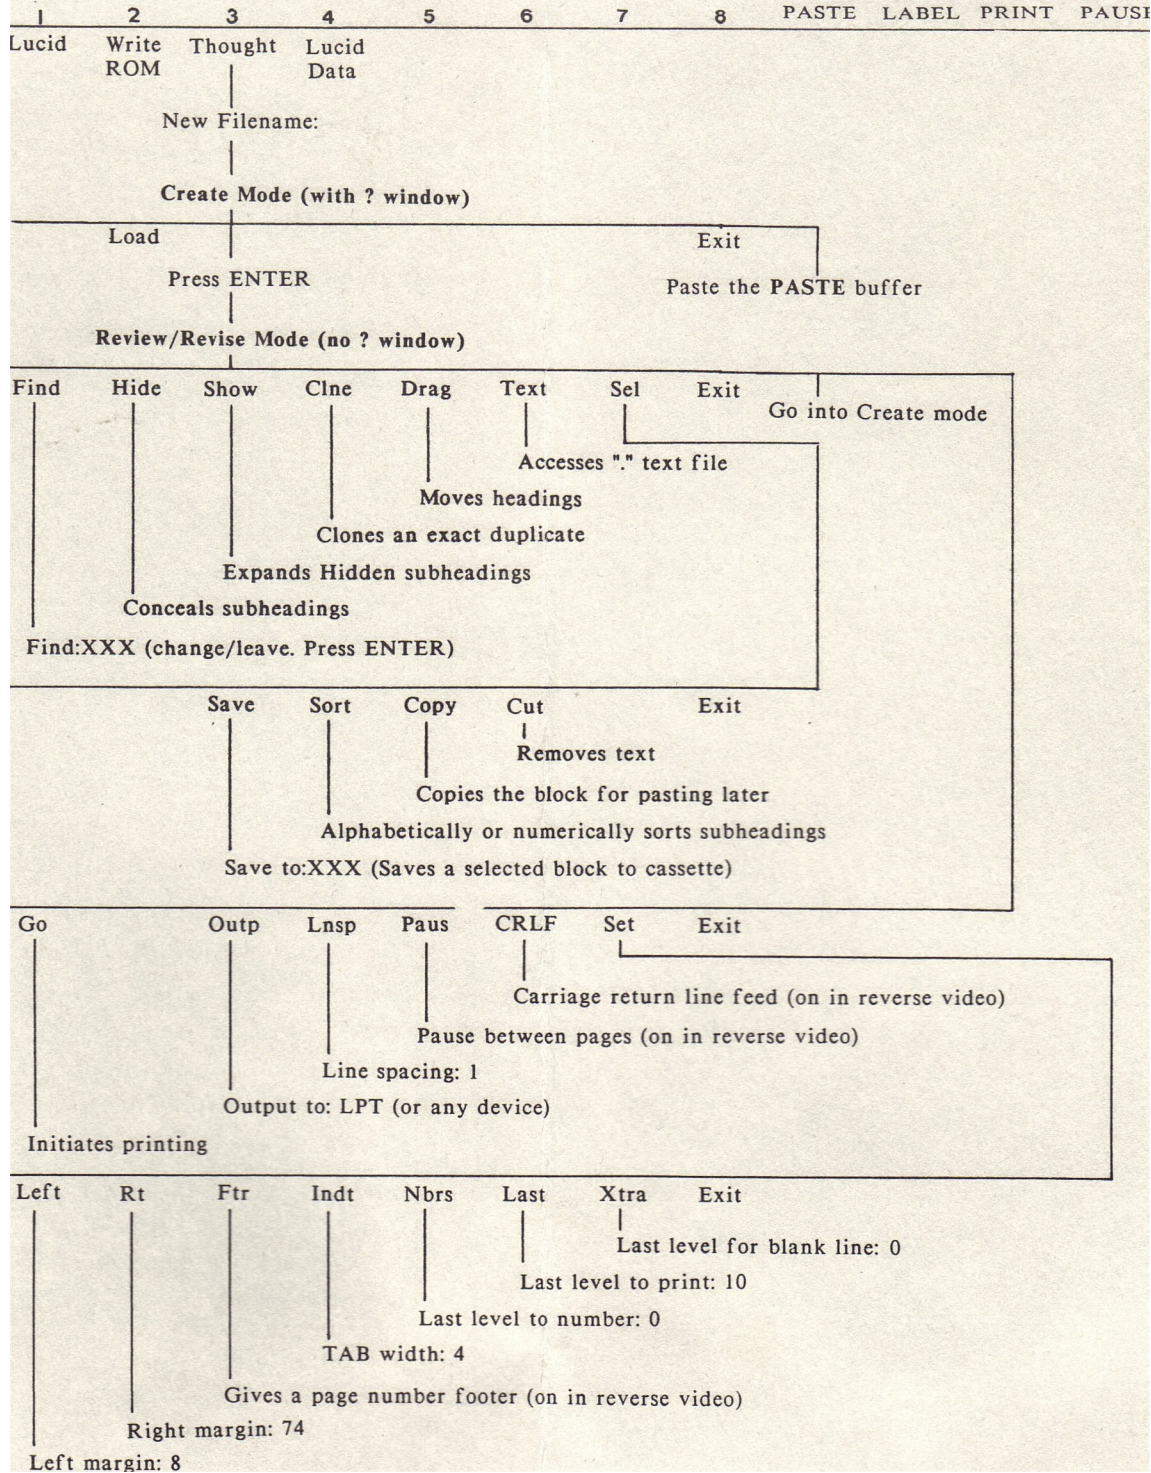 1 2 3 4 5 6 7 8 PASTE LABEL PRINT PAUSE
Lucid Write Thought Lucid
ROM Data
New Filename:
Create Mode (with ? window)
Load Exit
Press ENTER Paste the PASTE buffer
Review/Revise Mode (no ? window)
Find Hide Show Clne Drag Text Sel Exit
Go into Create mode
Accesses "." text file
Moves headings
Clones an exact duplicate
Expands Hidden subheadings
Conceals subheadings
Find:XXX (change/leave. Press ENTER)
Save Sort Copy Cut Exit
Removes text
Copies the block for pasting later
Alphabetically or numerically sorts subheadings
Save to:XXX (Saves a selected block to cassette)
Go Outp Lnsp Paus CRLF Set Exit
Carriage return line feed (on in reverse video)
Pause between pages (on in reverse video)
Line spacing: 1
Output to: LPT (or any device)
Initiates printing
Left Rt Ftr Indt Nbrs Last Xtra Exit
Last level for blank line: 0
Last level to print: 10
Last level to number: 0
TAB width: 4
Gives a page number footer (on in reverse video)
Right margin: 74
Left margin: 8